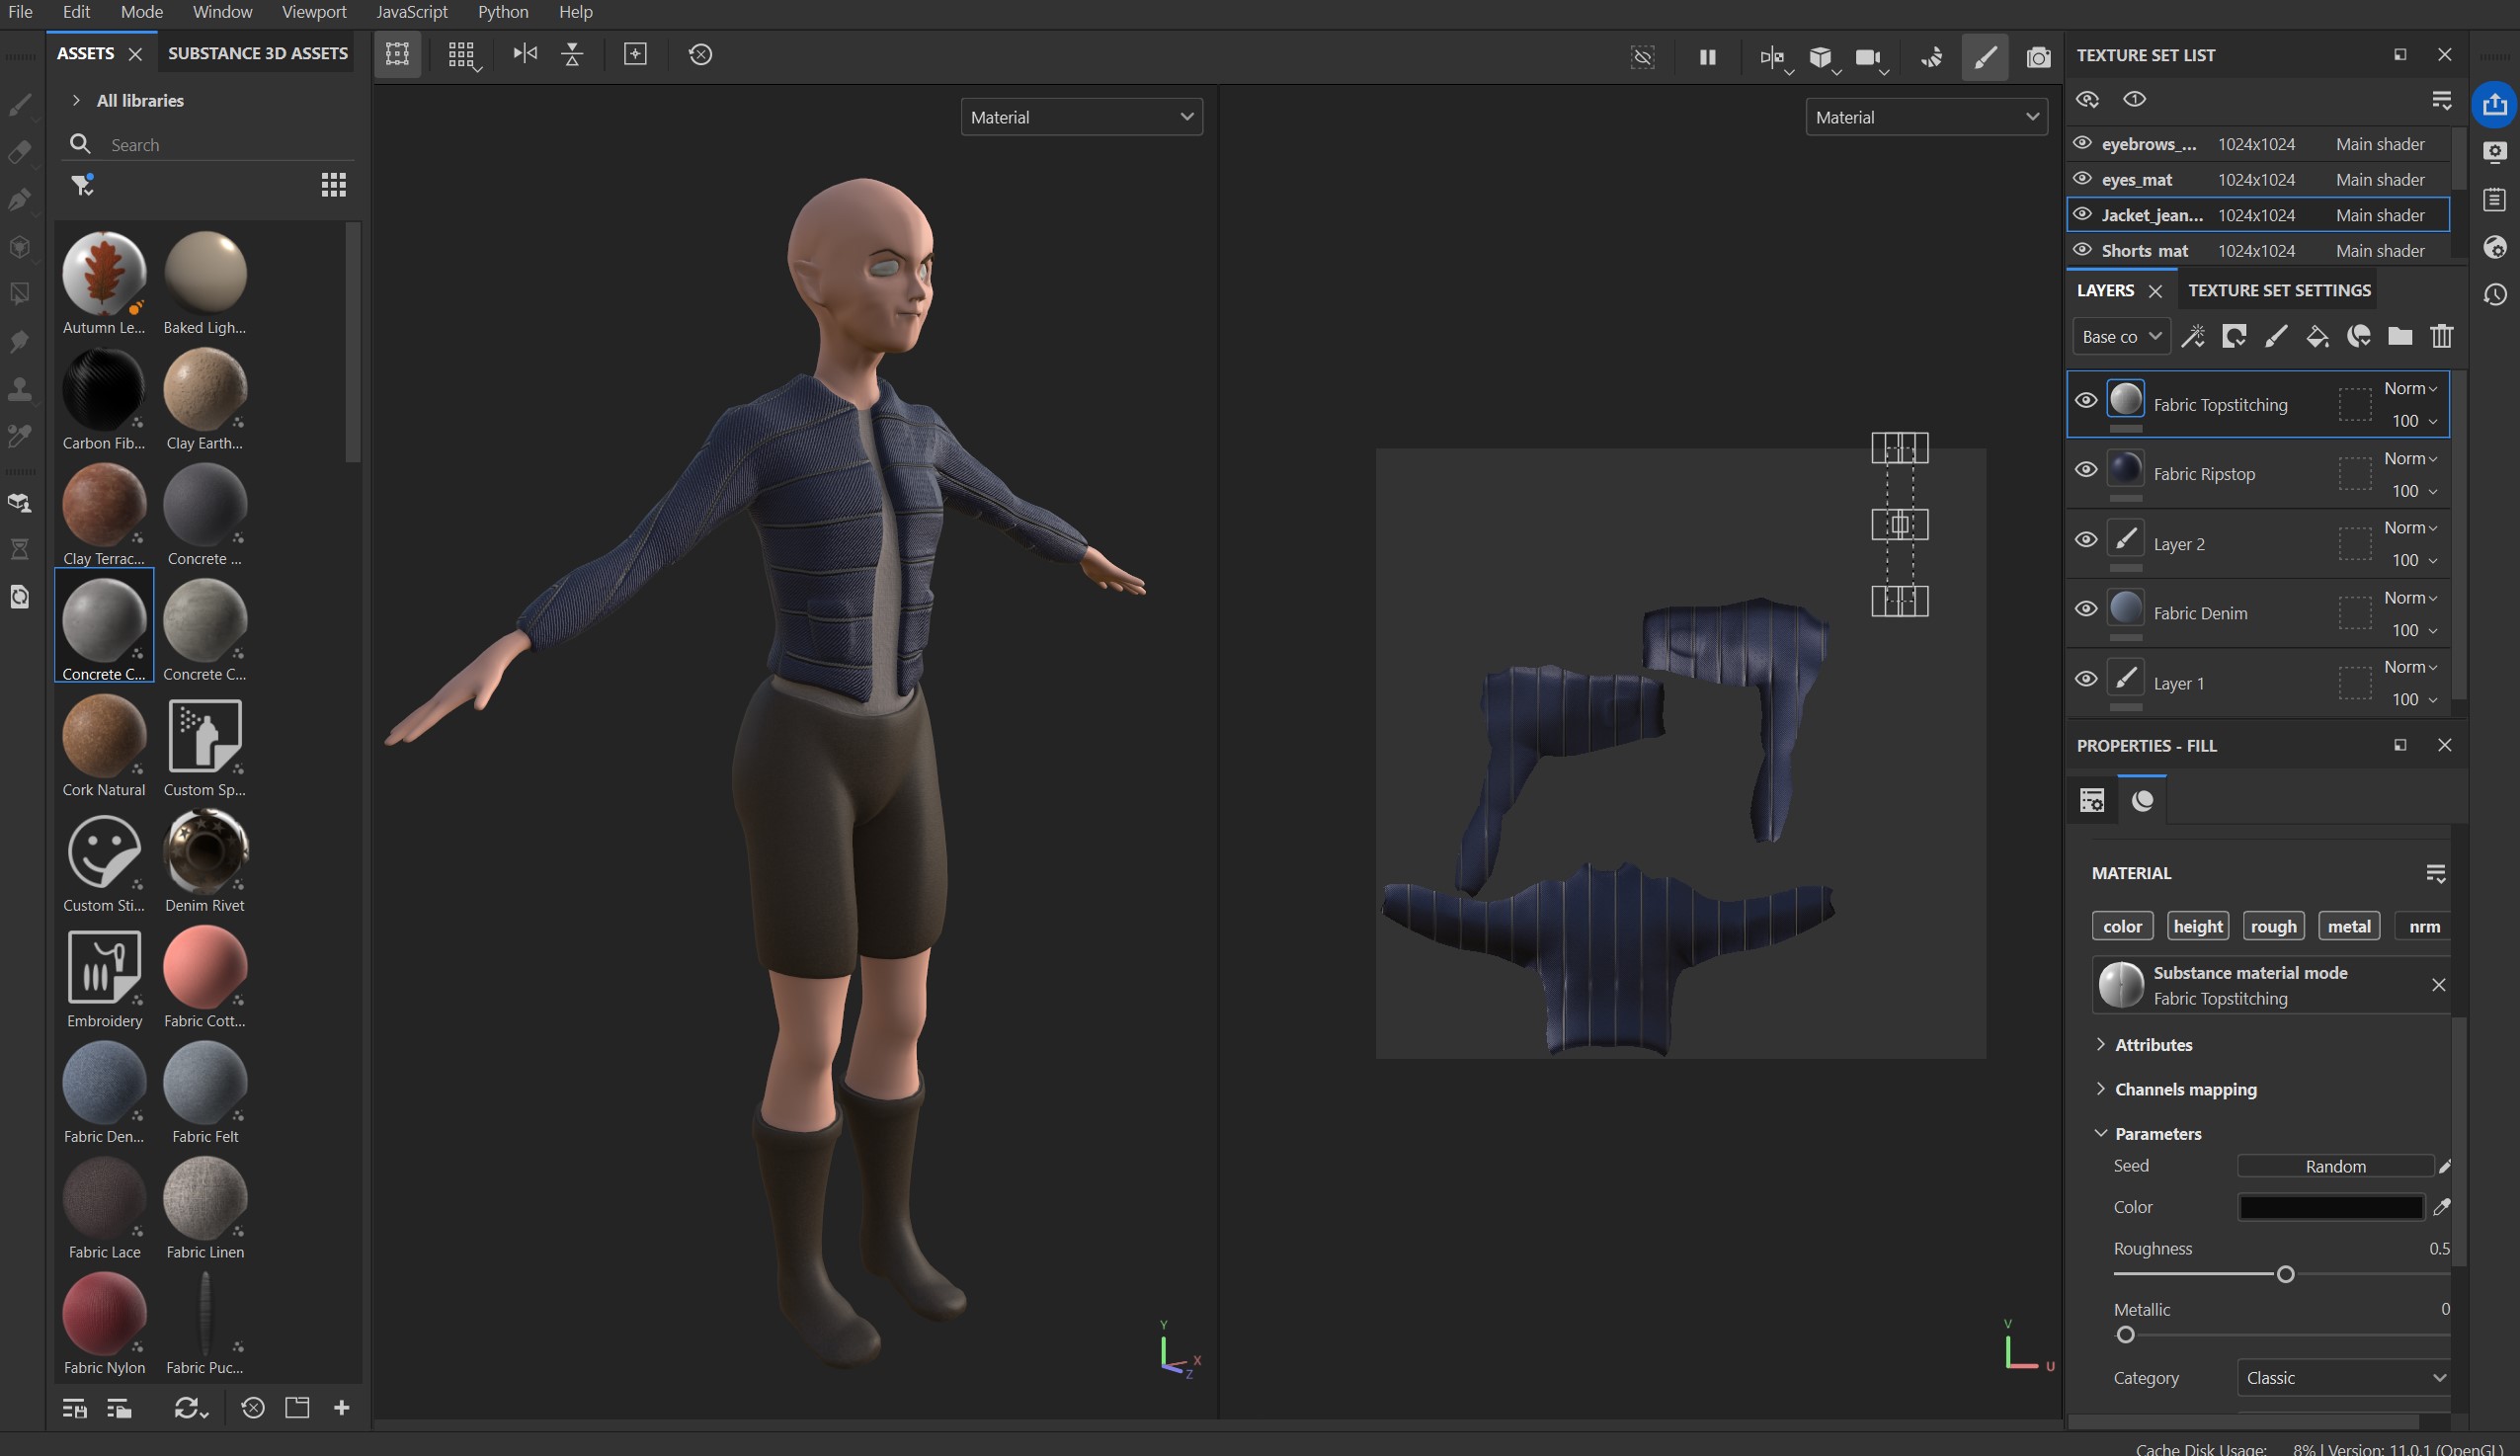 File Edit Mode Window Viewport JavaScript Python Help
ASSETS SUBSTANCE 3D ASSETS
All libraries
Search
Autumn Le... Baked Ligh...
Carbon Fib... Clay Earth...
Clay Terrac... Concrete ...
Concrete C... Concrete C...
Cork Natural Custom Sp...
Custom Sti... Denim Rivet
Embroidery Fabric Cott...
Fabric Den... Fabric Felt
Fabric Lace Fabric Linen
Fabric Nylon Fabric Puc...
Material
Y
X
Z
Material
V
U
TEXTURE SET LIST
eyebrows_... 1024x1024 Main shader
eyes_mat 1024x1024 Main shader
Jacket_jean... 1024x1024 Main shader
Shorts mat 1024x1024 Main shader
LAYERS TEXTURE SET SETTINGS
Base co
Fabric Topstitching Norm
100
Fabric Ripstop Norm
100
Layer 2 Norm
100
Fabric Denim Norm
100
Layer 1 Norm
100
PROPERTIES - FILL
MATERIAL
color height rough metal nrm
Substance material mode
Fabric Topstitching
Attributes
Channels mapping
Parameters
Seed Random
Color
Roughness 0.5
Metallic 0
Category Classic
Cache Disk Usage: 8% | Version: 11.0.1 (OpenGL)